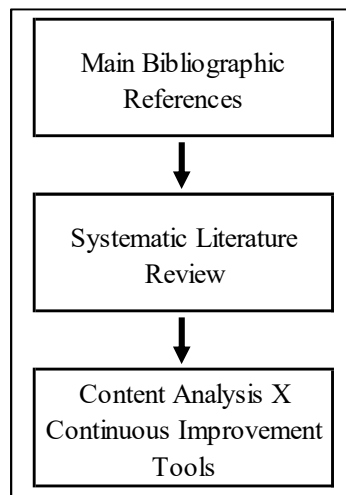 Main Bibliographic
References
Systematic Literature
Review
Content Analysis X
Continuous Improvement
Tools